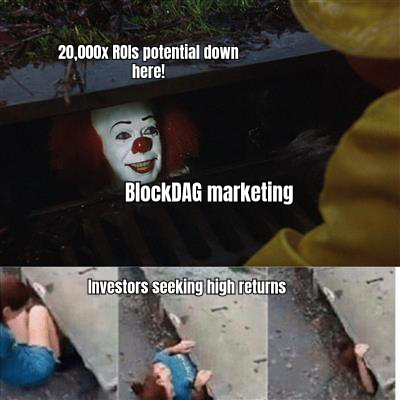 20,000x ROIs potential down
here!
BlockDAG marketing
Investors seeking high returns